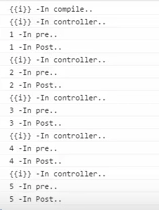 {{i}} -In compile..
{{i}} -In controller..
1 -In pre..
1 -In Post..
{{i}} -In controller..
2 -In pre..
2 -In Post..
{{i}} -In controller..
3 -In pre..
3 -In Post..
{{i}} -In controller..
4 -In pre..
4 -In Post..
{{i}} -In controller..
5 -In pre..
5 -In Post..